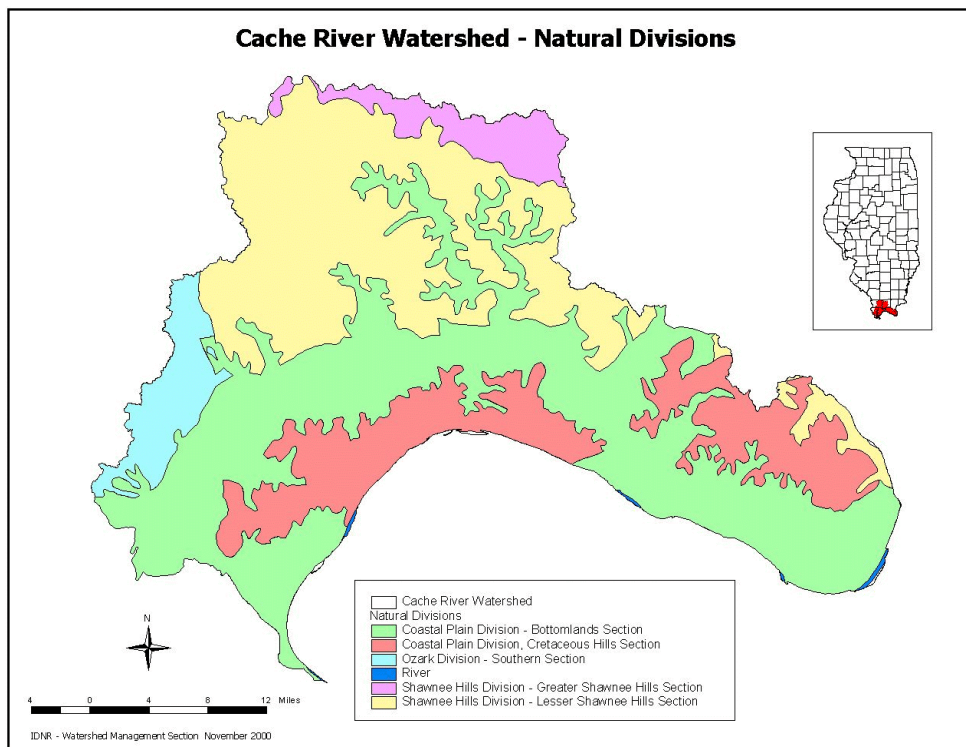 Cache River Watershed - Natural Divisions
Cache River Watershed
Natural Divisions
Coastal Plain Division - Bottomlands Section
Coastal Plain Division, Cretaceous Hills Section
Ozark Division - Southern Section
River
Shawnee Hills Division - Greater Shawnee Hills Section
Shawnee Hills Division - Lesser Shawnee Hills Section
N
4 0 4 8 12 Miles
IDNR - Watershed Management Section November 2000